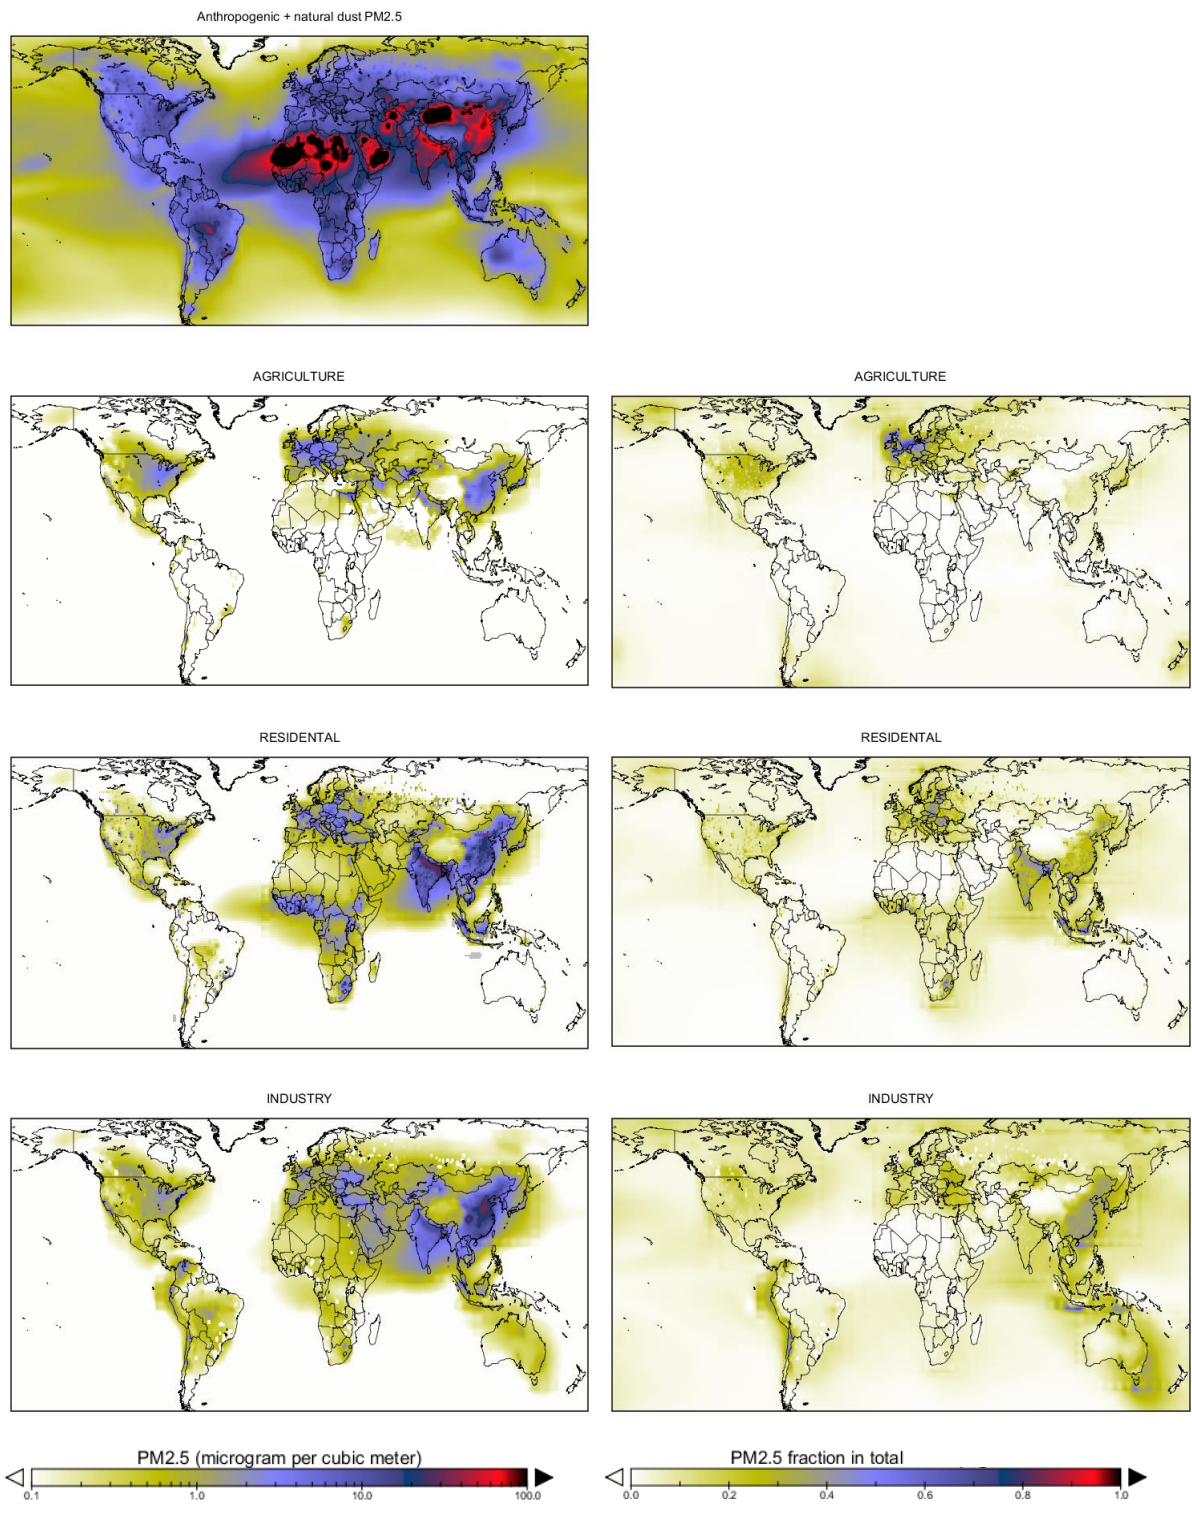 Anthropogenic + natural dust PM2.5
AGRICULTURE
AGRICULTURE
RESIDENTAL
RESIDENTAL
INDUSTRY
INDUSTRY
PM2.5 (microgram per cubic meter)
PM2.5 fraction in total
0.1 1.0 10.0 100.0
0.0 0.2 0.4 0.6 0.8 1.0